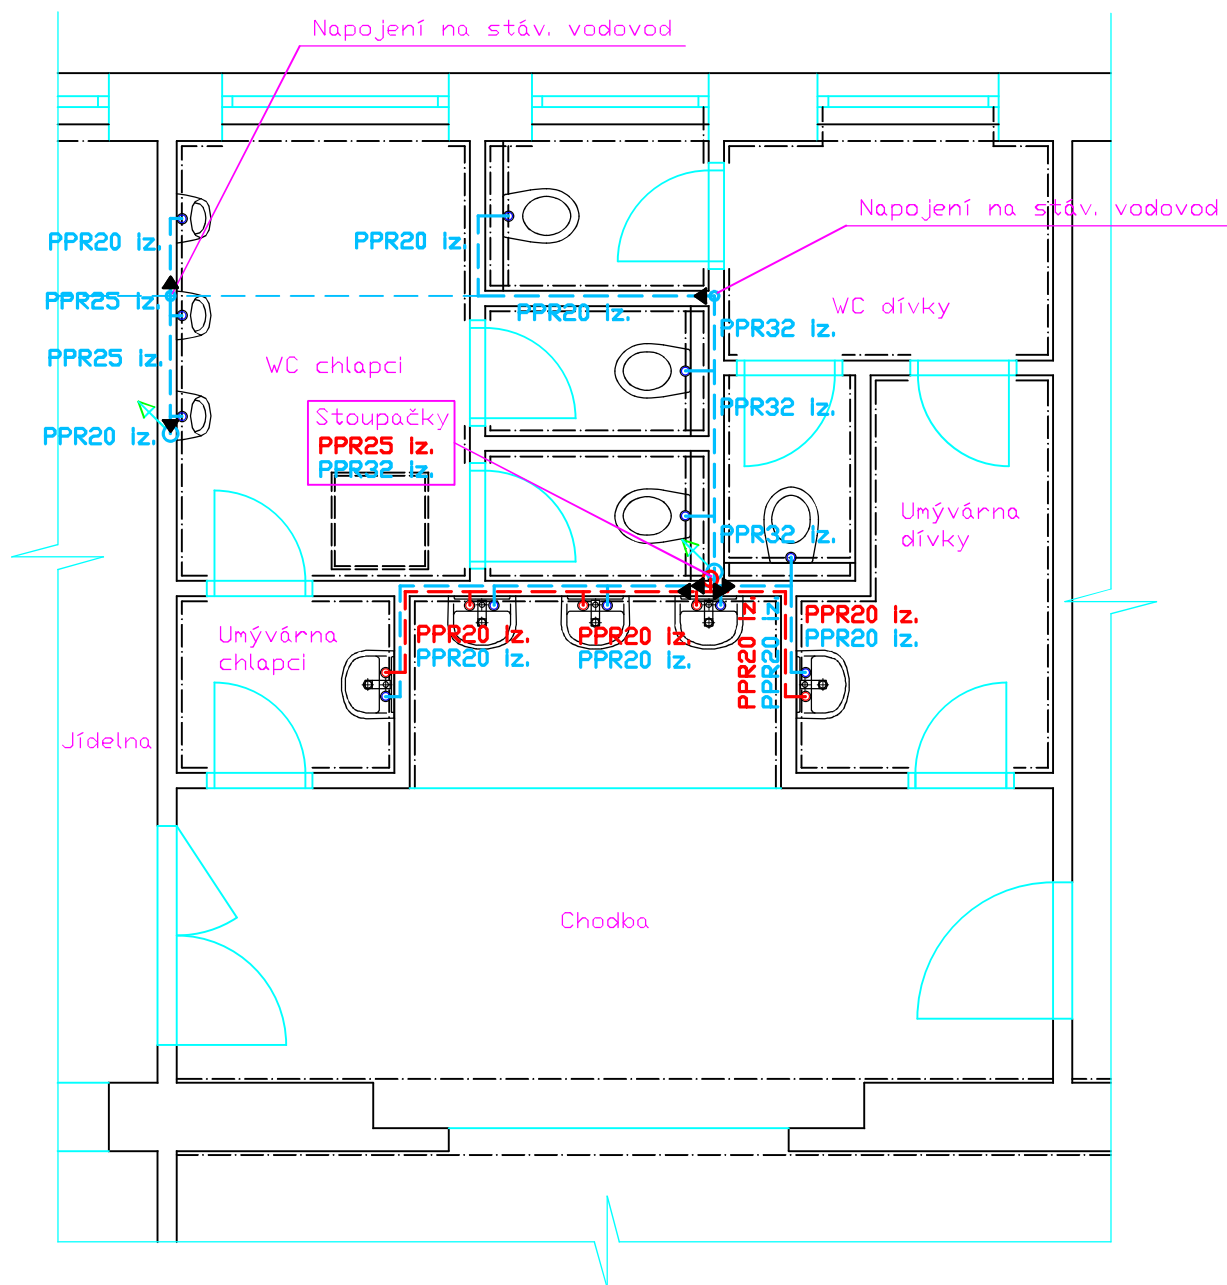 Napojení na stáv. vodovod
Napojení na stáv. vodovod
PPR20 iz.
PPR20 iz.
PPR25 iz.
PPR20 iz.
WC dívky
PPR32 iz.
PPR25 iz.
WC chlapci
PPR32 iz.
Stoupačky
PPR25 iz.
PPR32 iz.
PPR20 iz.
Umývárna
dívky
PPR32 iz.
Umývárna
chlapci
PPR20 iz.
PPR20 iz.
PPR20 iz.
PPR20 iz.
PPR20 iz.
PPR20 iz.
PPR20 iz.
PPR20 iz.
Jídelna
Chodba